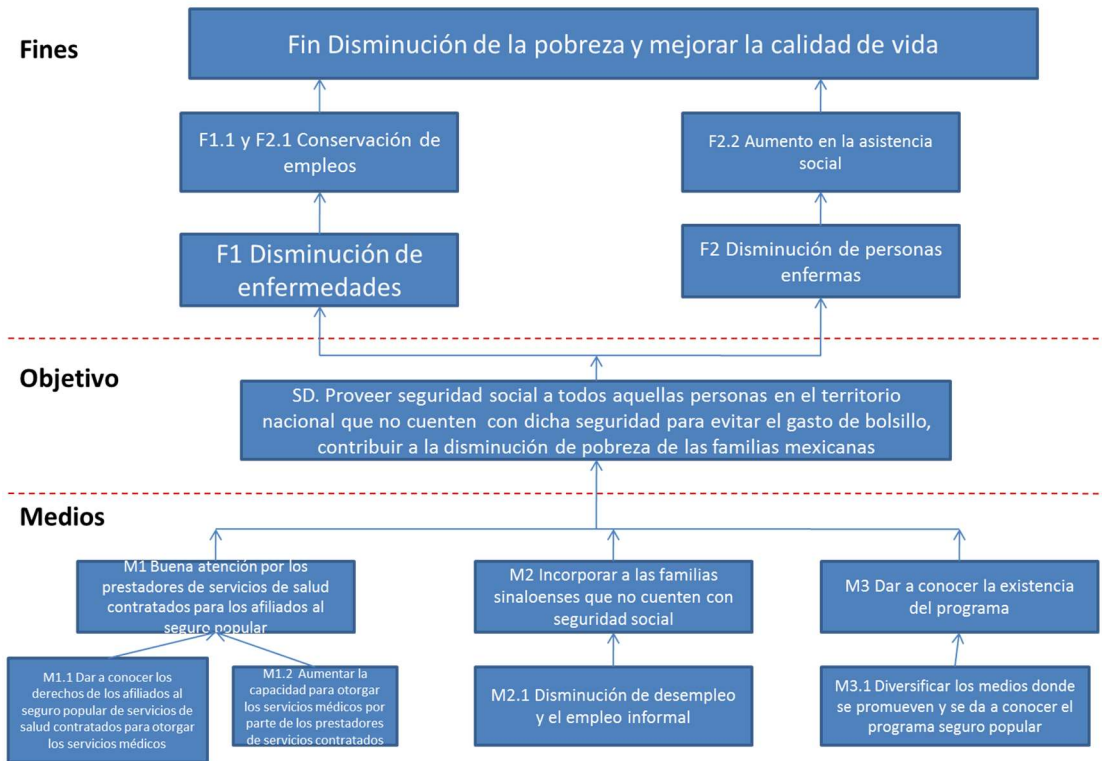 Fines
Fin Disminución de la pobreza y mejorar la calidad de vida
F1.1 y F2.1 Conservación de
empleos
F2.2 Aumento en la asistencia
social
F1 Disminución de
enfermedades
F2 Disminución de personas
enfermas
Objetivo
SD. Proveer seguridad social a todos aquellas personas en el territorio
nacional que no cuenten con dicha seguridad para evitar el gasto de bolsillo,
contribuir a la disminución de pobreza de las familias mexicanas
Medios
M1 Buena atención por los
prestadores de servicios de salud
contratados para los afiliados al
seguro popular
M2 Incorporar a las familias
sinaloenses que no cuenten con
seguridad social
M3 Dar a conocer la existencia
del programa
M1.1 Dar a conocer los
derechos de los afiliados al
seguro popular de servicios de
salud contratados para otorgar
los servicios médicos
M1.2 Aumentar la
capacidad para otorgar
los servicios médicos por
parte de los prestadores
de servicios contratados
M2.1 Disminución de desempleo
y el empleo informal
M3.1 Diversificar los medios donde
se promueven y se da a conocer el
programa seguro popular